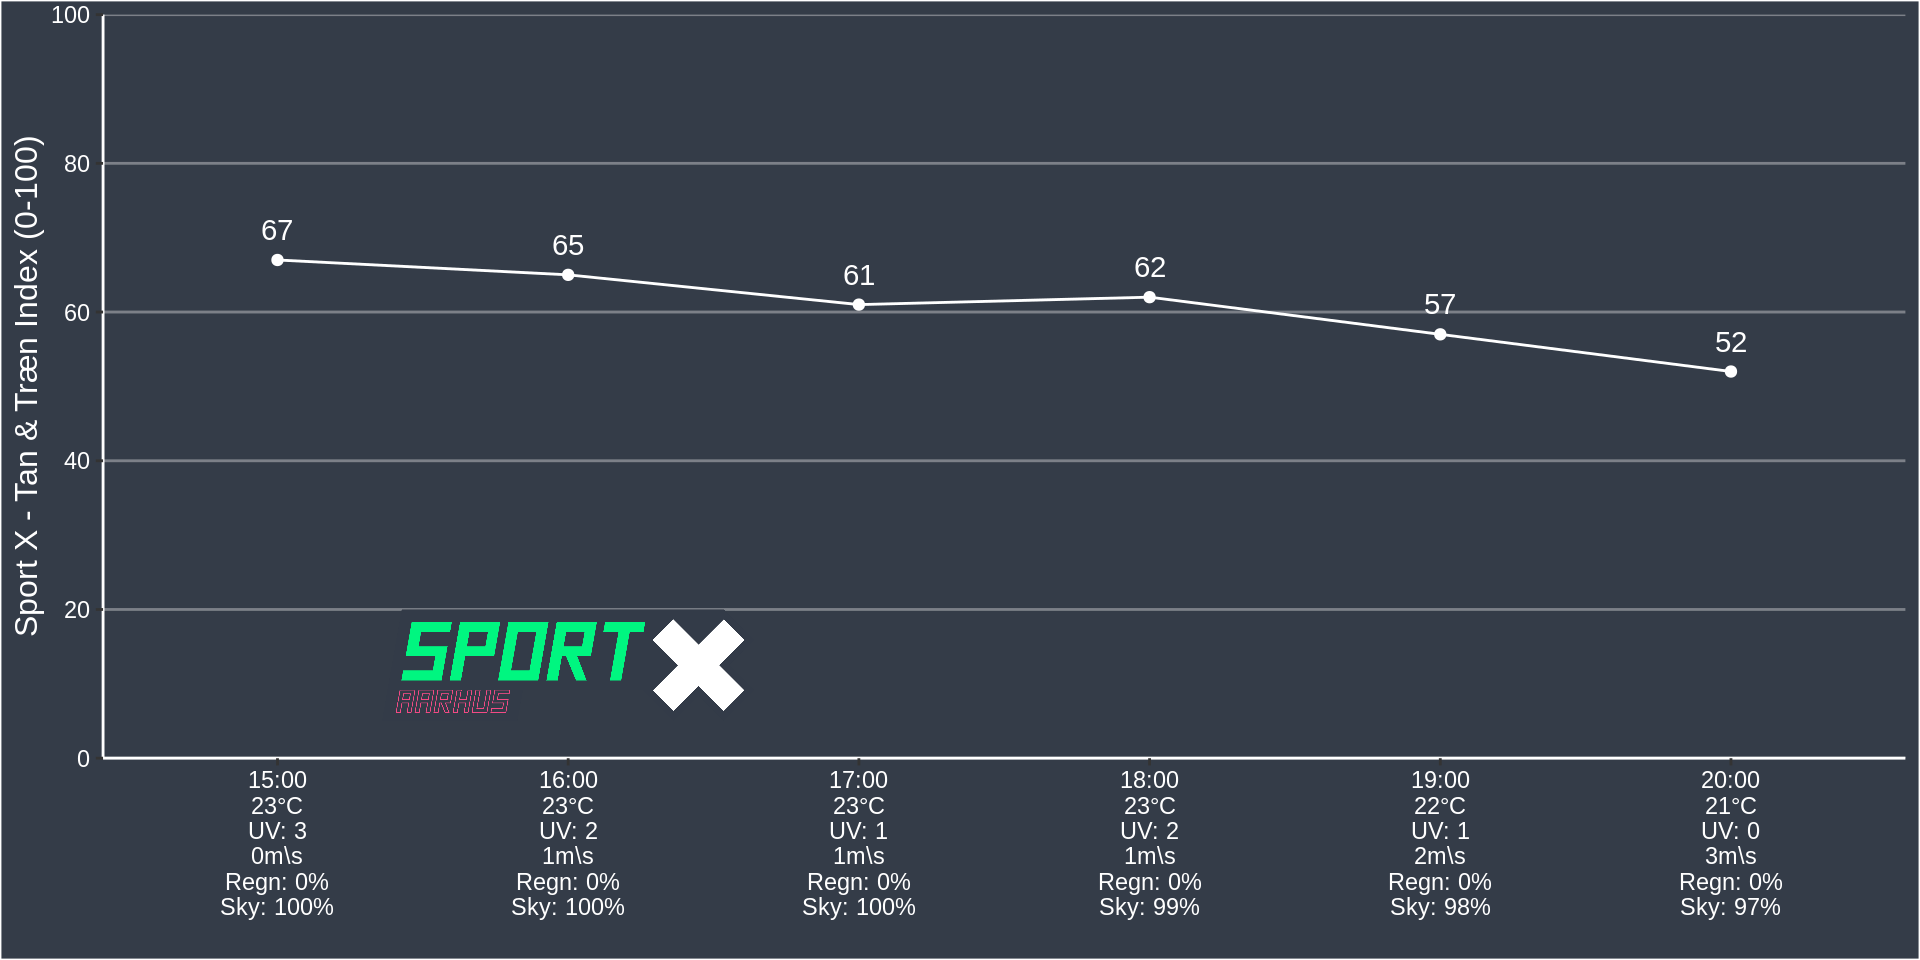 Sport X - Tan & Træn Index (0-100)
100
80
60
40
20
0
67
65
61
62
57
52
SPORT X
AARHUS
15:00 16:00 17:00 18:00 19:00 20:00
23°C 23°C 23°C 23°C 22°C 21°C
UV: 3 UV: 2 UV: 1 UV: 2 UV: 1 UV: 0
0m\s 1m\s 1m\s 1m\s 2m\s 3m\s
Regn: 0% Regn: 0% Regn: 0% Regn: 0% Regn: 0% Regn: 0%
Sky: 100% Sky: 100% Sky: 100% Sky: 99% Sky: 98% Sky: 97%